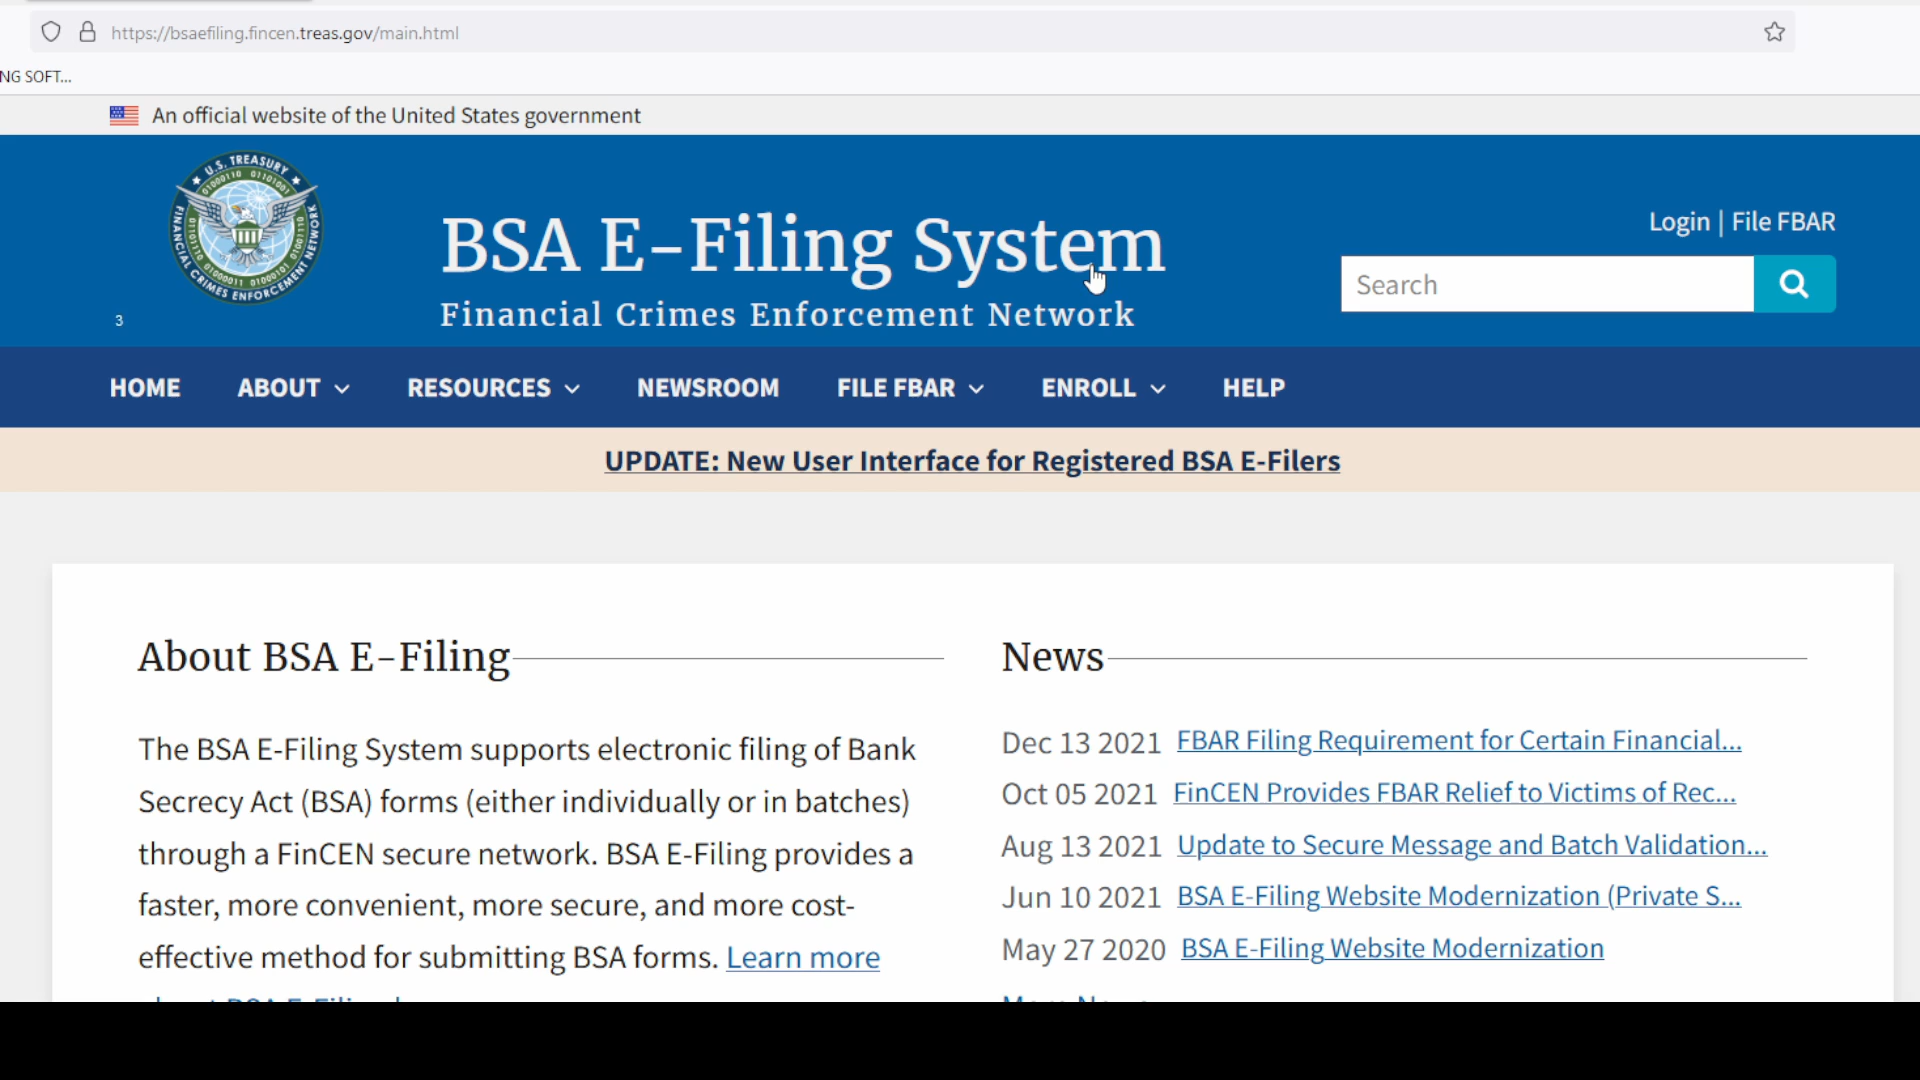 https://bsaefiling.fincen.treas.gov/main.html
NG SOFT...
An official website of the United States government
U.S. TREASURY
FINANCIAL CRIMES ENFORCEMENT NETWORK
BSA E-Filing System
Financial Crimes Enforcement Network
Login | File FBAR
Search
3
HOME ABOUT RESOURCES NEWSROOM FILE FBAR ENROLL HELP
UPDATE: New User Interface for Registered BSA E-Filers
About BSA E-Filing
The BSA E-Filing System supports electronic filing of Bank
Secrecy Act (BSA) forms (either individually or in batches)
through a FinCEN secure network. BSA E-Filing provides a
faster, more convenient, more secure, and more cost-
effective method for submitting BSA forms. Learn more
News
Dec 13 2021 FBAR Filing Requirement for Certain Financial...
Oct 05 2021 FinCEN Provides FBAR Relief to Victims of Rec...
Aug 13 2021 Update to Secure Message and Batch Validation...
Jun 10 2021 BSA E-Filing Website Modernization (Private S...
May 27 2020 BSA E-Filing Website Modernization